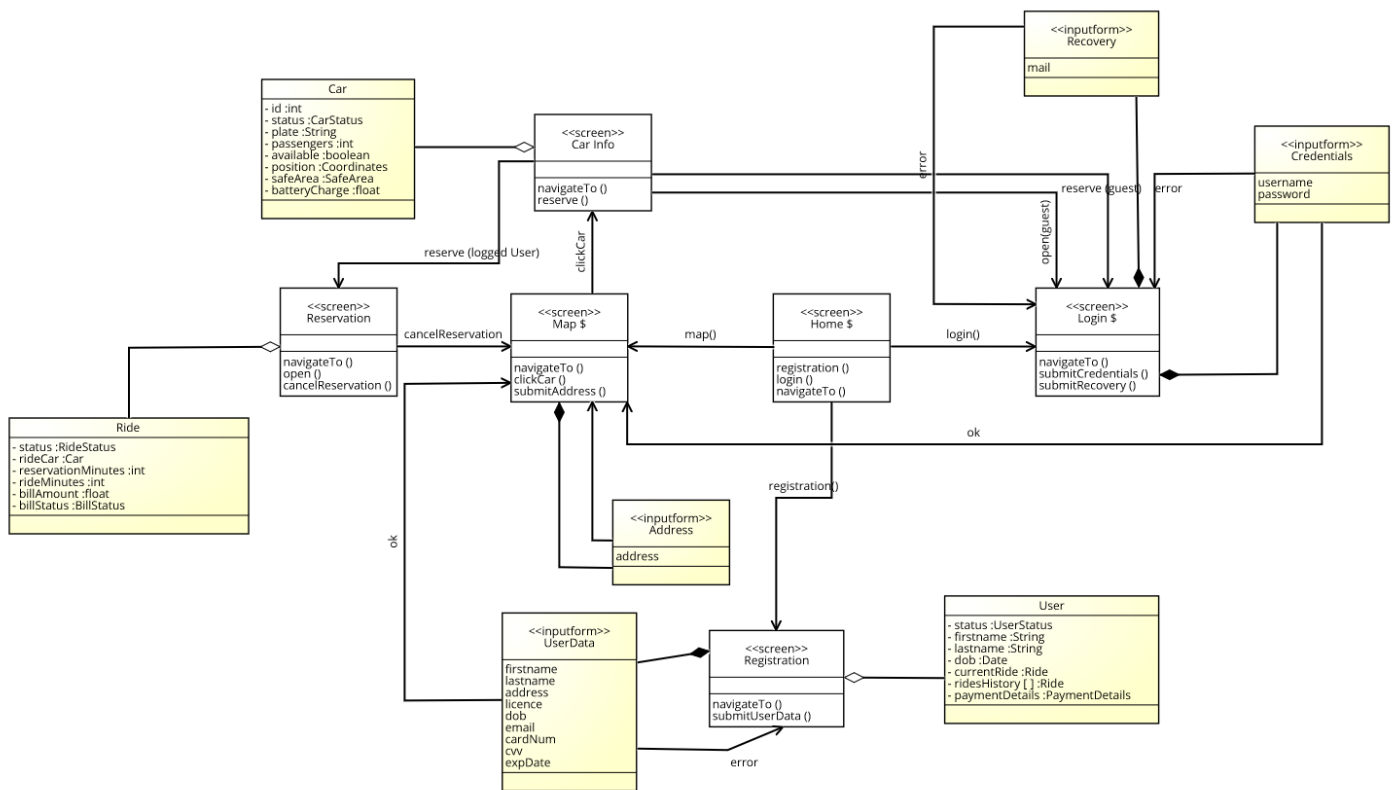 <<inputform>>
Recovery
mail
Car
- id :int
- status :CarStatus
- plate :String
- passengers :int
- available :boolean
- position :Coordinates
- safeArea :SafeArea
- batteryCharge :float
<<screen>>
Car Info
navigateTo ()
reserve ()
<<inputform>>
Credentials
username
password
error
reserve (guest)
error
open(guest)
reserve (logged User)
clickCar
<<screen>>
Reservation
navigateTo ()
open ()
cancelReservation ()
cancelReservation
<<screen>>
Map $
navigateTo ()
clickCar ()
submitAddress ()
map()
<<screen>>
Home $
registration ()
login ()
navigateTo ()
login()
<<screen>>
Login $
navigateTo ()
submitCredentials ()
submitRecovery ()
Ride
- status :RideStatus
- rideCar :Car
- reservationMinutes :int
- rideMinutes :int
- billAmount :float
- billStatus :BillStatus
ok
registration()
<<inputform>>
Address
address
ok
<<inputform>>
UserData
firstname
lastname
address
licence
dob
email
cardNum
cvv
expDate
<<screen>>
Registration
navigateTo ()
submitUserData ()
error
User
- status :UserStatus
- firstname :String
- lastname :String
- dob :Date
- currentRide :Ride
- ridesHistory [ ] :Ride
- paymentDetails :PaymentDetails